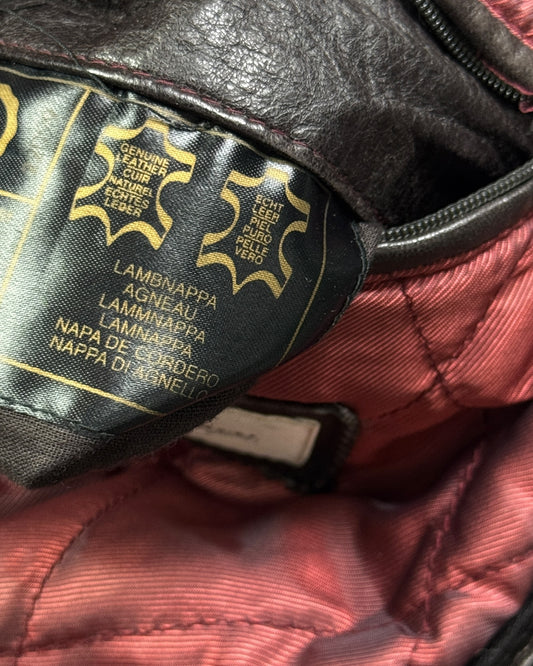 GENUINE
LEATHER
CUIR
NATUREL
ECHTES
LEDER
ECHT
LEER
PIEL
PURO
PELLE
VERO
LAMBNAPPA
AGNEAU
LAMMNAPPA
LAMNAPPA
NAPA DE CORDERO
NAPPA DI AGNELLO